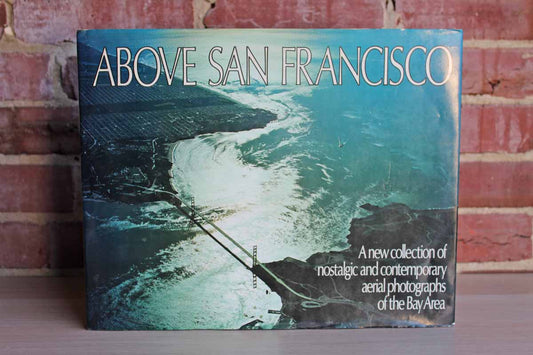 ABOVE SAN FRANCISCO
A new collection of
nostalgic and contemporary
aerial photographs
of the Bay Area